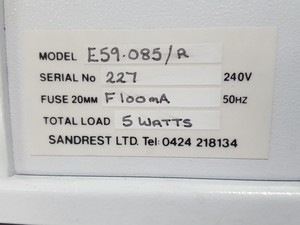 MODEL E59.085/R
SERIAL No 227 240V
FUSE 20MM F100mA 50HZ
TOTAL LOAD 5 WATTS
SANDREST LTD. Tel: 0424 218134